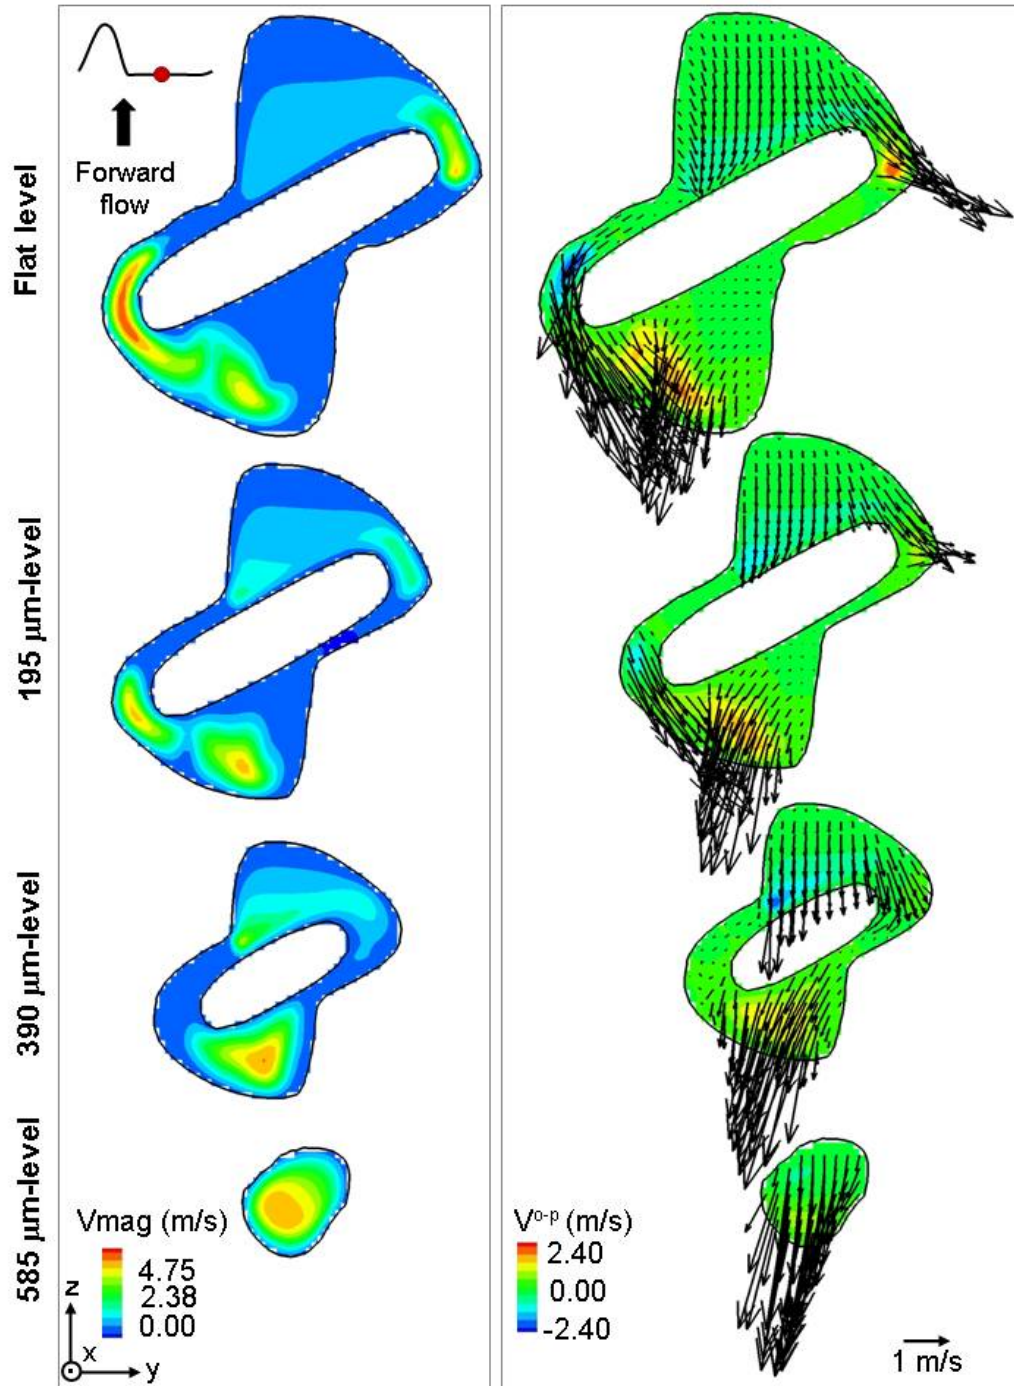 Forward
flow
Flat level
195 μm-level
390 μm-level
585 μm-level
Vmag (m/s)
4.75
2.38
0.00
z
x
y
V°-p (m/s)
2.40
0.00
-2.40
1 m/s